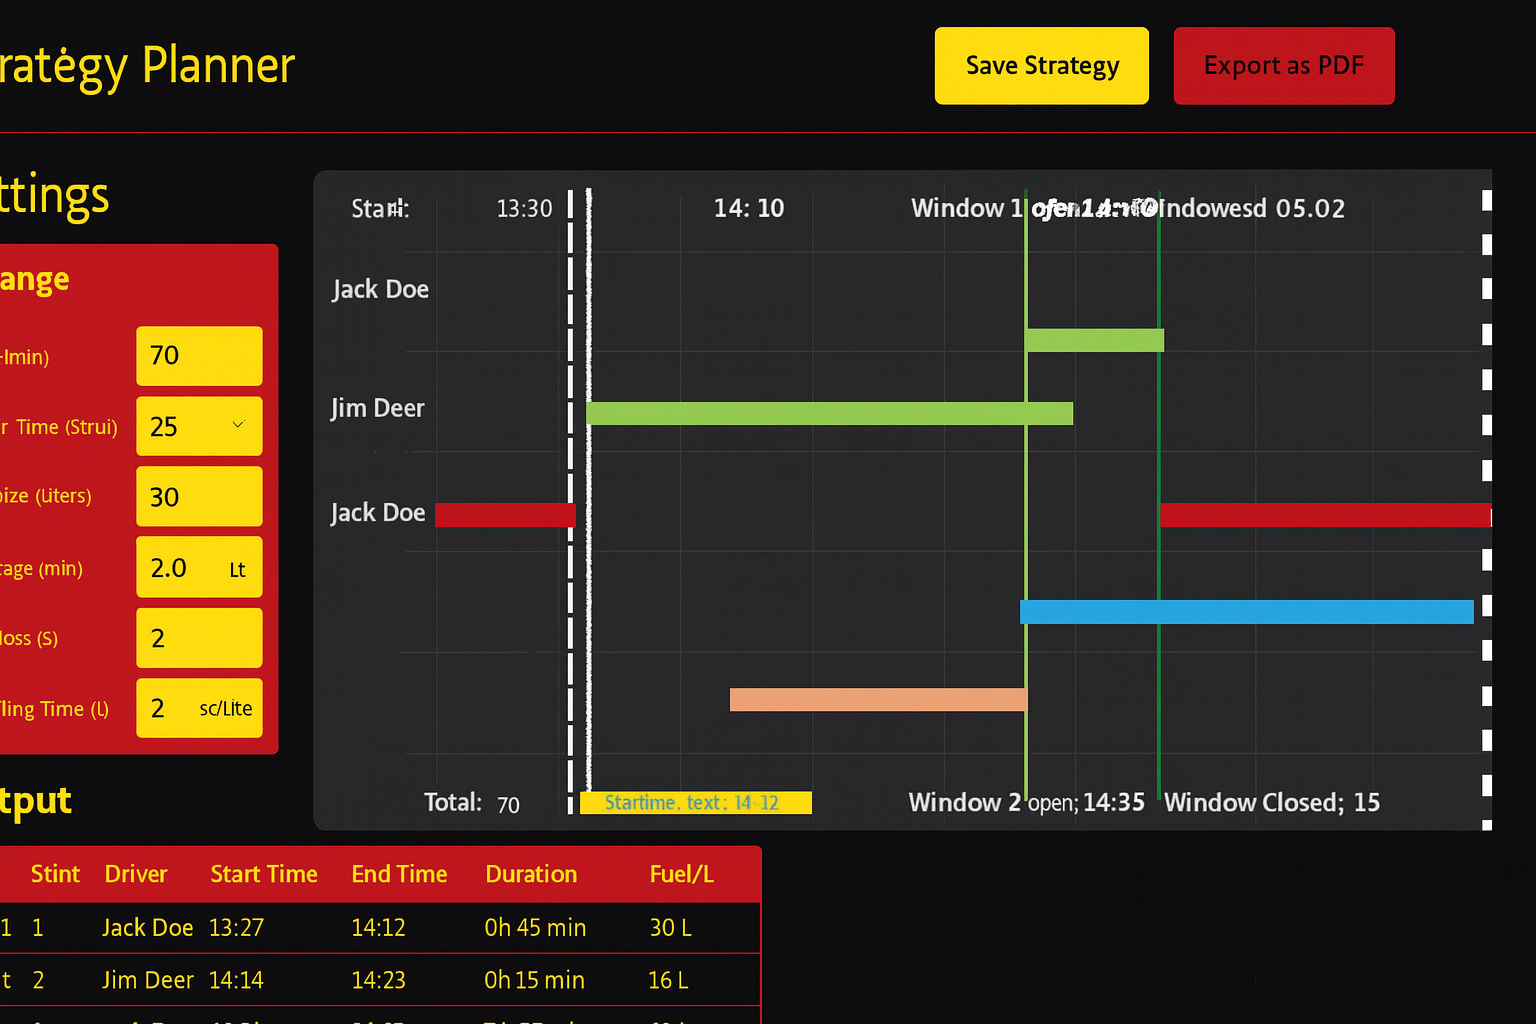 ratėgy Planner
Save Strategy
Export as PDF
ttings
ange
-lmin)
70
r Time (Strui)
25
oize (Liters)
30
rage (min)
2.0 Lt
loss (S)
2
ling Time (L)
2 sc/Lite
Start:
13:30
14: 10
Window 1
indowesd 05.02
Jack Doe
Jim Deer
Jack Doe
Total: 70
Startime. text: 14-12
Window 2 open; 14:35
Window Closed; 15
tput
Stint Driver Start Time End Time Duration Fuel/L
1 1 Jack Doe 13:27 14:12 0h 45 min 30 L
t 2 Jim Deer 14:14 14:23 0h 15 min 16 L